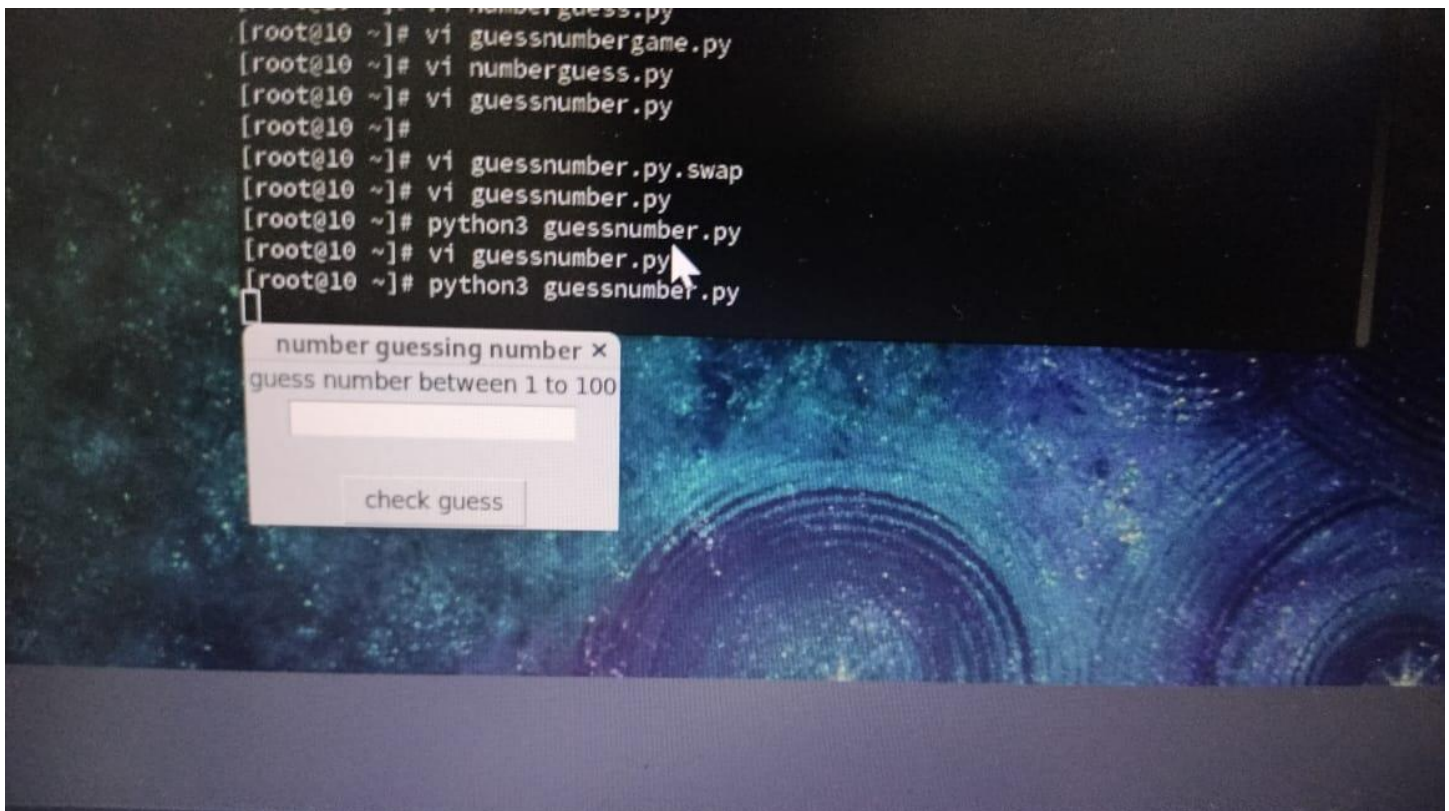 numberguess.py
[root@10 ~]# vi guessnumbergame.py
[root@10 ~]# vi numberguess.py
[root@10 ~]# vi guessnumber.py
[root@10 ~]#
[root@10 ~]# vi guessnumber.py.swap
[root@10 ~]# vi guessnumber.py
[root@10 ~]# python3 guessnumber.py
[root@10 ~]# vi guessnumber.py
[root@10 ~]# python3 guessnumber.py
number guessing number ×
guess number between 1 to 100
check guess